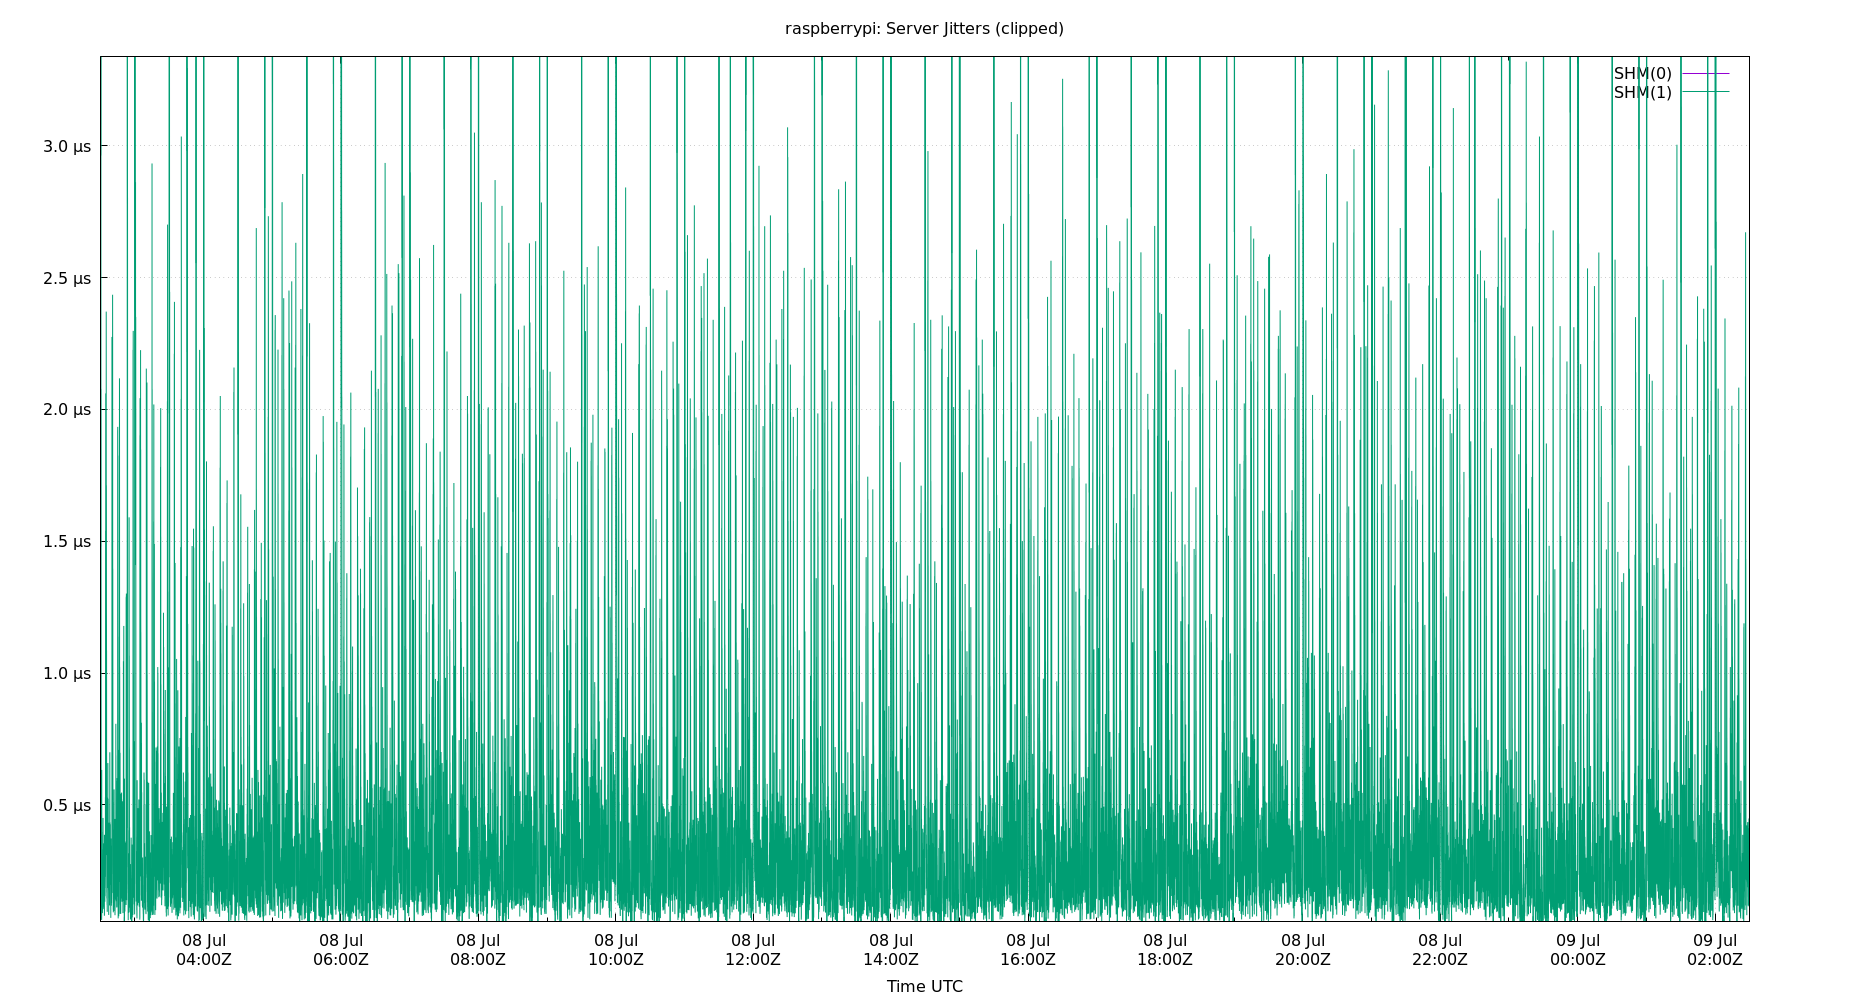 raspberrypi: Server Jitters (clipped)
SHM(0)
SHM(1)
3.0 µs
2.5 µs
2.0 µs
1.5 µs
1.0 µs
0.5 µs
08 Jul 08 Jul 08 Jul 08 Jul 08 Jul 08 Jul 08 Jul 08 Jul 08 Jul 08 Jul 09 Jul 09 Jul
04:00Z 06:00Z 08:00Z 10:00Z 12:00Z 14:00Z 16:00Z 18:00Z 20:00Z 22:00Z 00:00Z 02:00Z
Time UTC